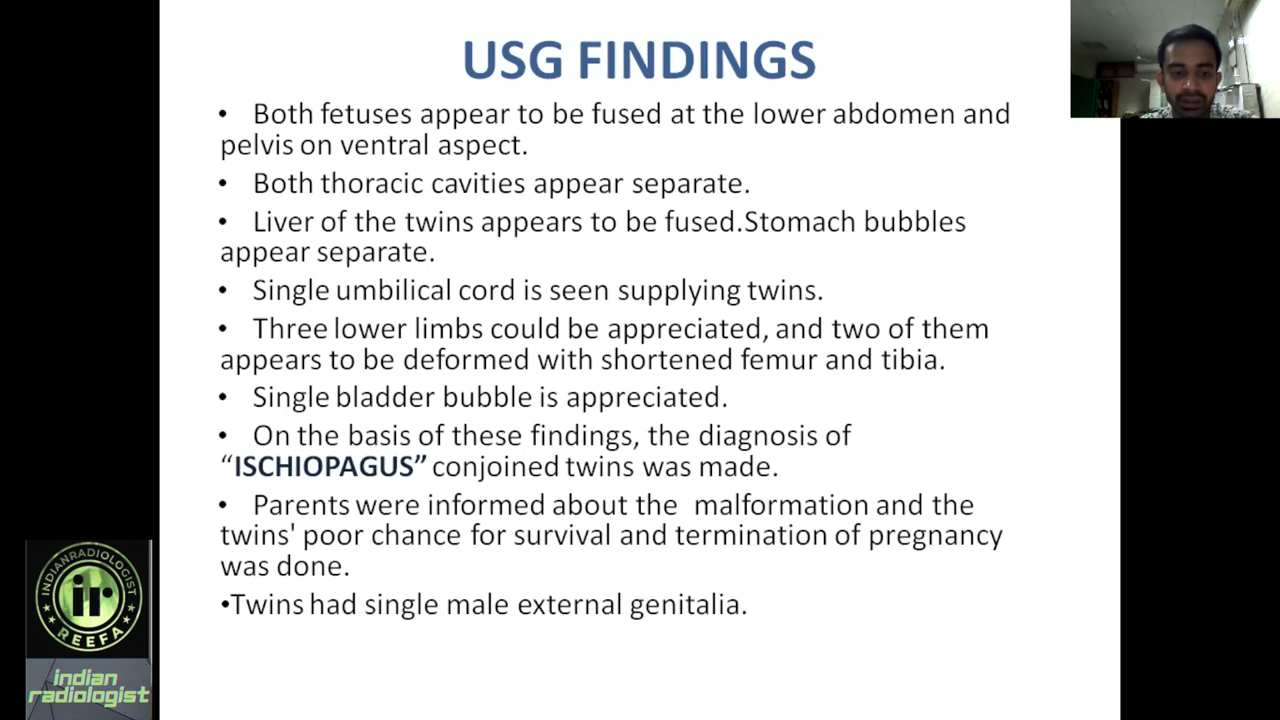 USG FINDINGS
• Both fetuses appear to be fused at the lower abdomen and
pelvis on ventral aspect.
• Both thoracic cavities appear separate.
• Liver of the twins appears to be fused.Stomach bubbles
appear separate.
• Single umbilical cord is seen supplying twins.
• Three lower limbs could be appreciated, and two of them
appears to be deformed with shortened femur and tibia.
• Single bladder bubble is appreciated.
• On the basis of these findings, the diagnosis of
“ISCHIOPAGUS” conjoined twins was made.
• Parents were informed about the  malformation and the
twins' poor chance for survival and termination of pregnancy
was done.
•Twins had single male external genitalia.
INDIANRADIOLOGIST
ir
REEFA
indian
radiologist